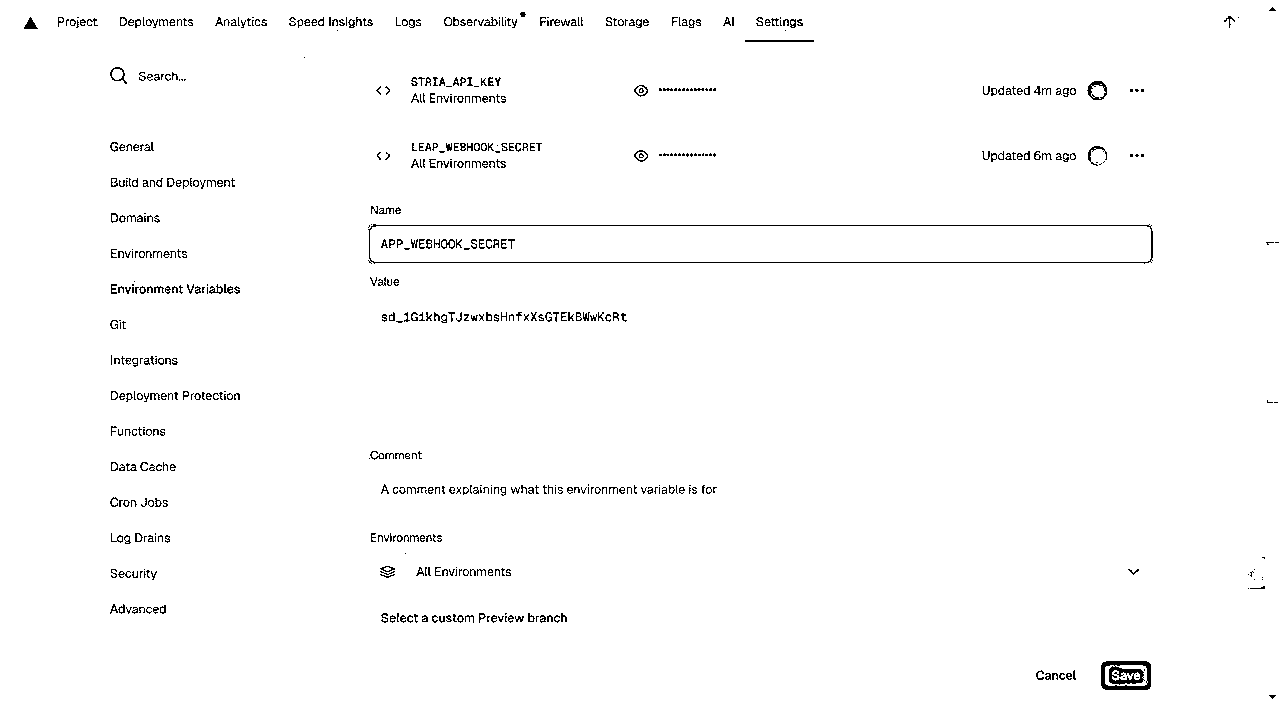 Project Deployments Analytics Speed Insights Logs Observability Firewall Storage Flags AI Settings
Search...
General
Build and Deployment
Domains
Environments
Environment Variables
Git
Integrations
Deployment Protection
Functions
Data Cache
Cron Jobs
Log Drains
Security
Advanced
STRIA_API_KEY
All Environments
••••••••••••••• Updated 4m ago
LEAP_WEBHOOK_SECRET
All Environments
••••••••••••••• Updated 6m ago
Name
APP_WEBHOOK_SECRET
Value
sd_1GikhgTJzwxbsHnfxXsGTEkBWwKcRt
Comment
A comment explaining what this environment variable is for
Environments
All Environments
Select a custom Preview branch
Cancel Save